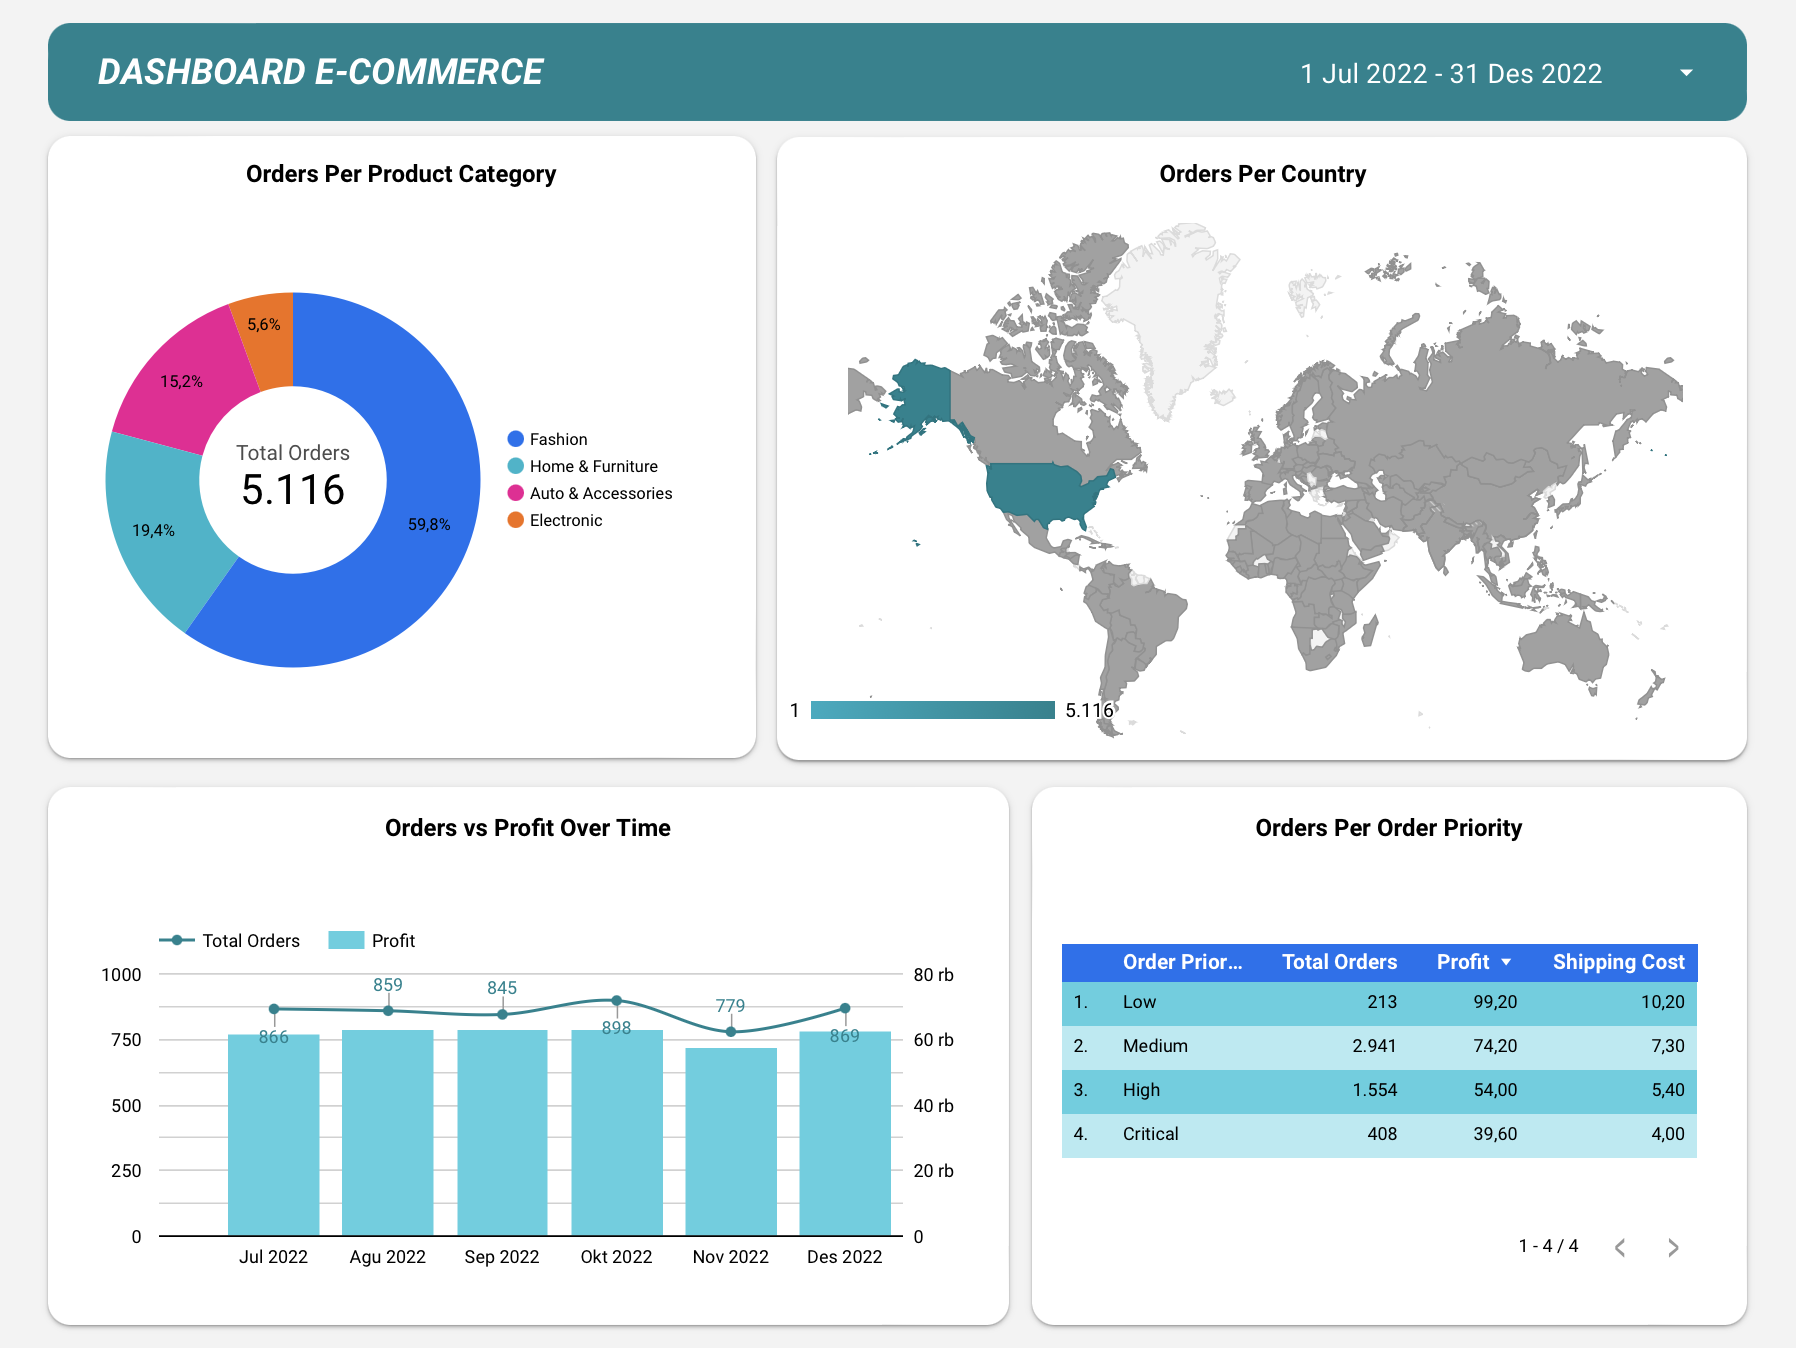 DASHBOARD E-COMMERCE
1 Jul 2022 - 31 Des 2022
Orders Per Product Category
5,6%
15,2%
19,4%
59,8%
Total Orders
5.116
Fashion
Home & Furniture
Auto & Accessories
Electronic
Orders Per Country
1
5.116
Orders vs Profit Over Time
Total Orders
Profit
1000
750
500
250
0
80 rb
60 rb
40 rb
20 rb
0
866
859
845
898
779
869
Jul 2022
Agu 2022
Sep 2022
Okt 2022
Nov 2022
Des 2022
Orders Per Order Priority
Order Prior... Total Orders Profit Shipping Cost
1. Low 213 99,20 10,20
2. Medium 2.941 74,20 7,30
3. High 1.554 54,00 5,40
4. Critical 408 39,60 4,00
1 - 4 / 4